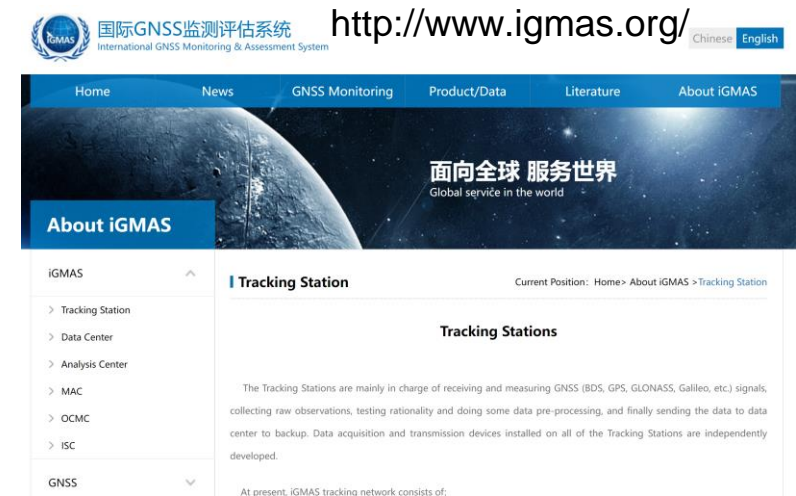 国际GNSS监测评估系统
International GNSS Monitoring & Assessment System
iGMAS
http://www.igmas.org/
Chinese English
Home News GNSS Monitoring Product/Data Literature About iGMAS
面向全球 服务世界
Global service in the world
About iGMAS
iGMAS
> Tracking Station
> Data Center
> Analysis Center
> MAC
> OCMC
> ISC
GNSS
Tracking Station
Current Position: Home> About iGMAS >Tracking Station
Tracking Stations
The Tracking Stations are mainly in charge of receiving and measuring GNSS (BDS, GPS, GLONASS, Galileo, etc.) signals,
collecting raw observations, testing rationality and doing some data pre-processing, and finally sending the data to data
center to backup. Data acquisition and transmission devices installed on all of the Tracking Stations are independently
developed.
At present, iGMAS tracking network consists of: